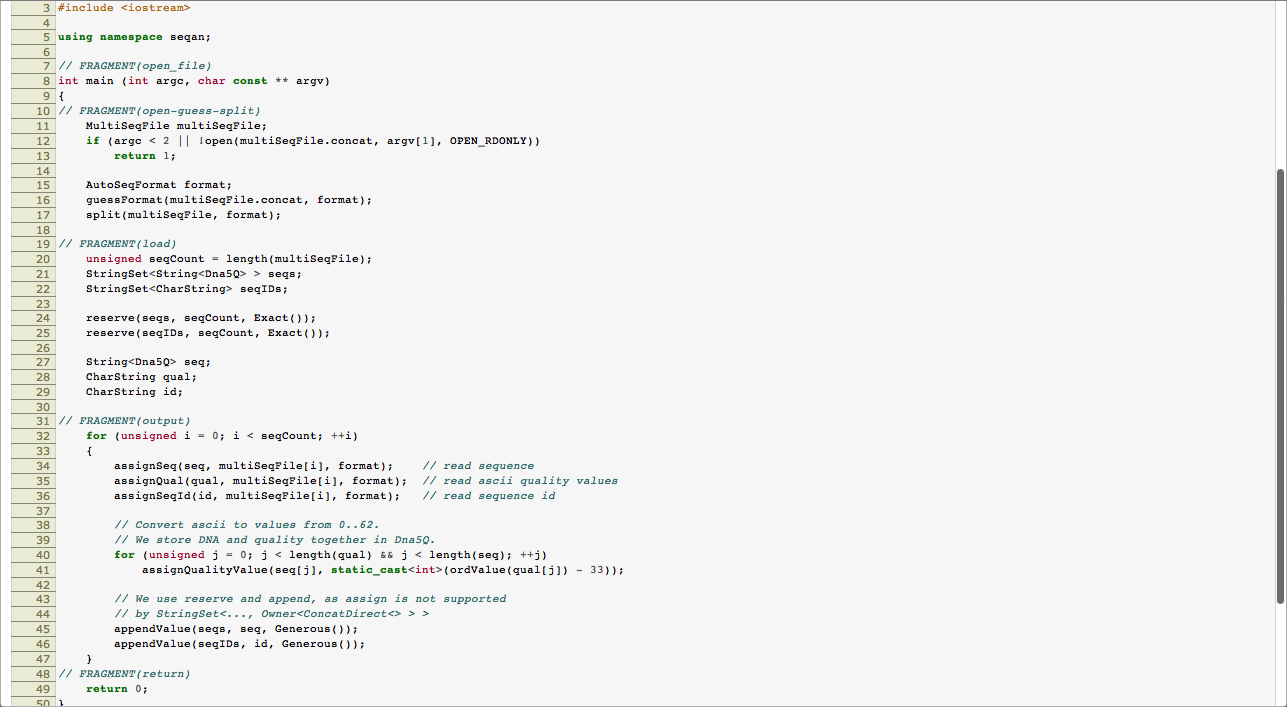 3 #include <iostream>
4
5 using namespace seqan;
6
7 // FRAGMENT(open_file)
8 int main (int argc, char const ** argv)
9 {
10 // FRAGMENT(open-guess-split)
11     MultiSeqFile multiSeqFile;
12     if (argc < 2 || !open(multiSeqFile.concat, argv[1], OPEN_RDONLY))
13         return 1;
14
15     AutoSeqFormat format;
16     guessFormat(multiSeqFile.concat, format);
17     split(multiSeqFile, format);
18
19 // FRAGMENT(load)
20     unsigned seqCount = length(multiSeqFile);
21     StringSet<String<Dna5Q> > seqs;
22     StringSet<CharString> seqIDs;
23
24     reserve(seqs, seqCount, Exact());
25     reserve(seqIDs, seqCount, Exact());
26
27     String<Dna5Q> seq;
28     CharString qual;
29     CharString id;
30
31 // FRAGMENT(output)
32     for (unsigned i = 0; i < seqCount; ++i)
33     {
34         assignSeq(seq, multiSeqFile[i], format);    // read sequence
35         assignQual(qual, multiSeqFile[i], format);  // read ascii quality values
36         assignSeqId(id, multiSeqFile[i], format);   // read sequence id
37
38         // Convert ascii to values from 0..62.
39         // We store DNA and quality together in Dna5Q.
40         for (unsigned j = 0; j < length(qual) && j < length(seq); ++j)
41             assignQualityValue(seq[j], static_cast<int>(ordValue(qual[j]) - 33));
42
43         // We use reserve and append, as assign is not supported
44         // by StringSet<..., Owner<ConcatDirect<> > >
45         appendValue(seqs, seq, Generous());
46         appendValue(seqIDs, id, Generous());
47     }
48 // FRAGMENT(return)
49     return 0;
50 }